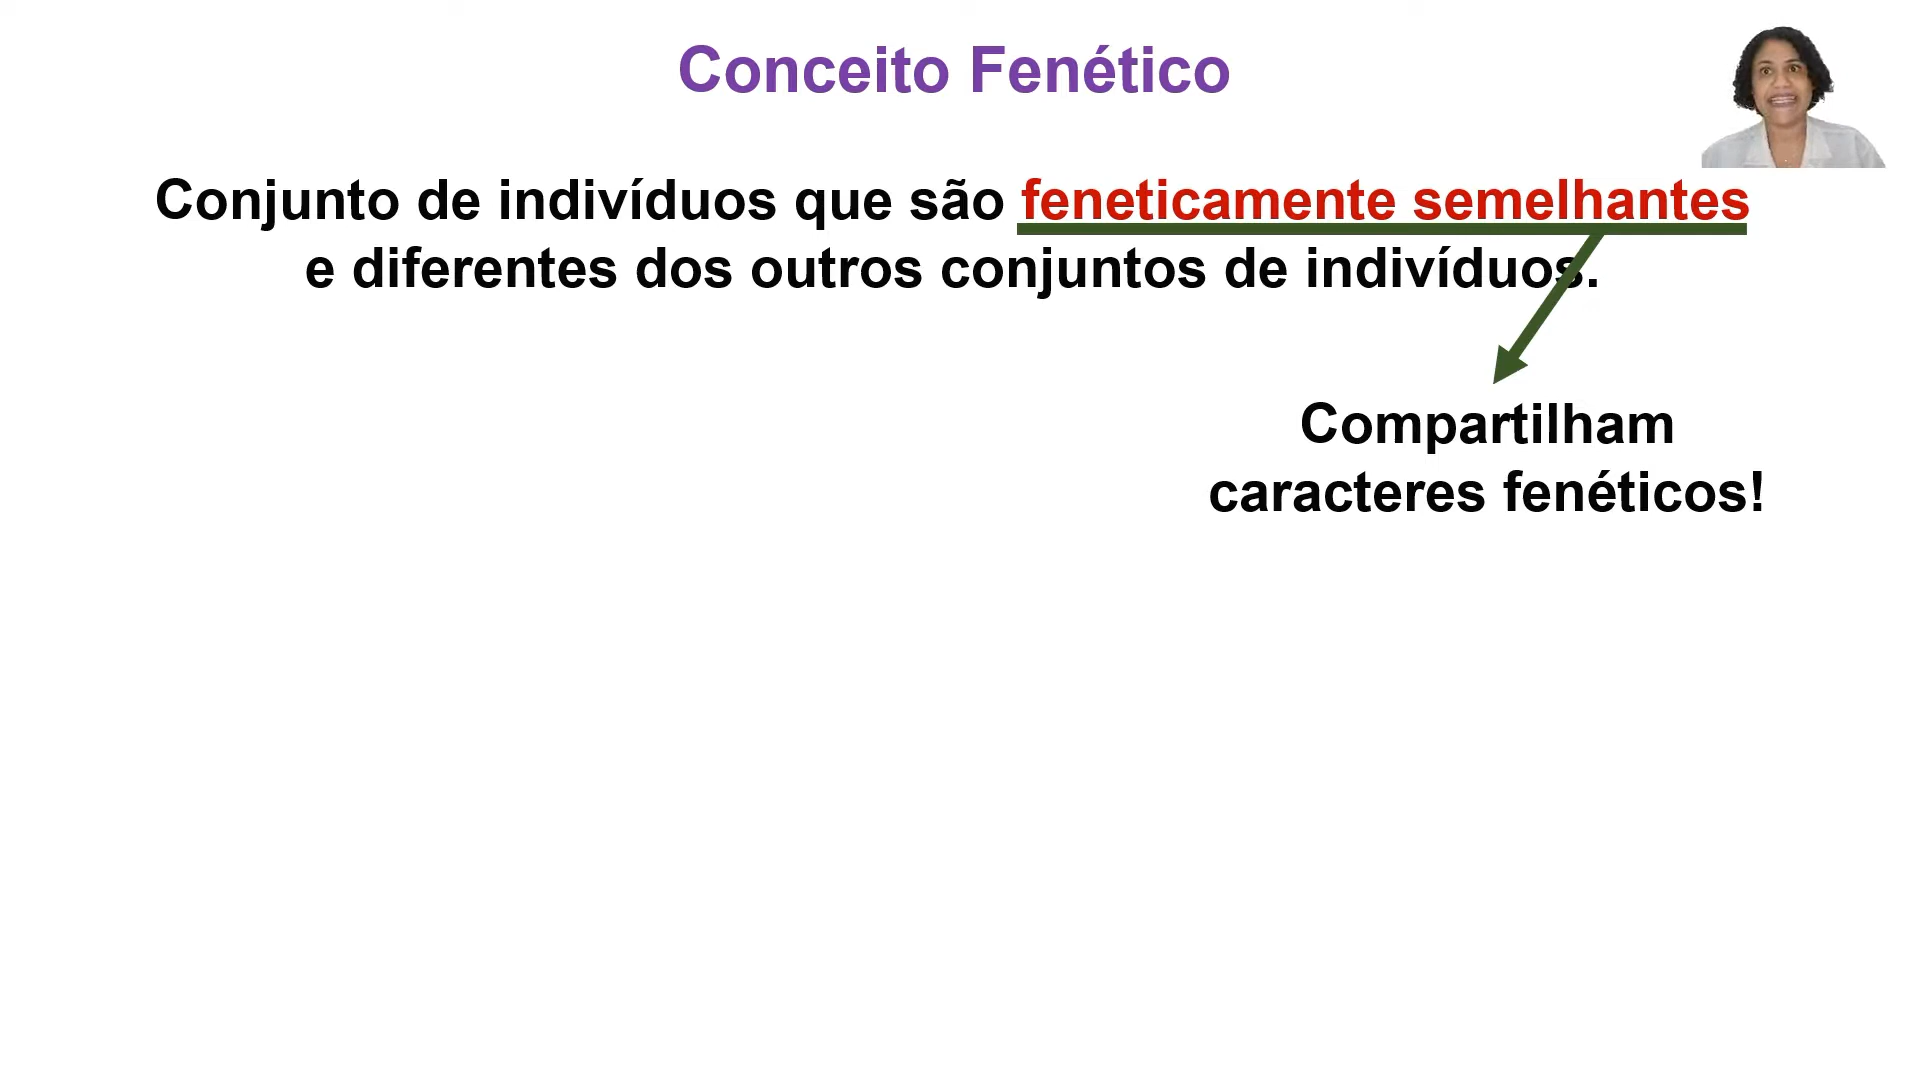 Conceito Fenético
Conjunto de indivíduos que são feneticamente semelhantes
e diferentes dos outros conjuntos de indivíduos.
Compartilham
caracteres fenéticos!